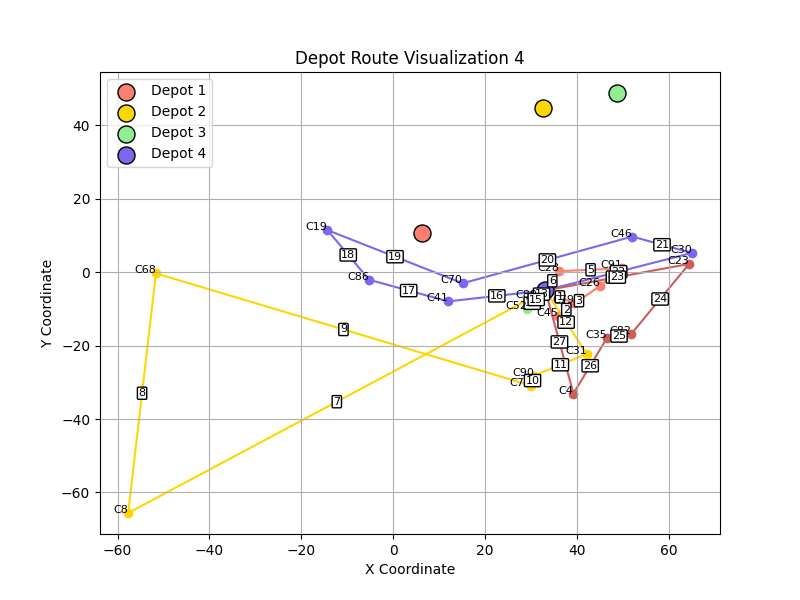 Depot Route Visualization 4
Depot 1
Depot 2
Depot 3
Depot 4
Y Coordinate
40
20
0
−20
−40
−60
−60
−40
−20
0
20
40
60
X Coordinate
C19
C46
C30
C23
C68
C86
C70
C41
C28
C91
C26
C52
C45
C31
C35
C90
C4
C8
18
19
20
21
17
16
5
6
23
15
3
2
12
24
25
26
27
11
10
9
8
7